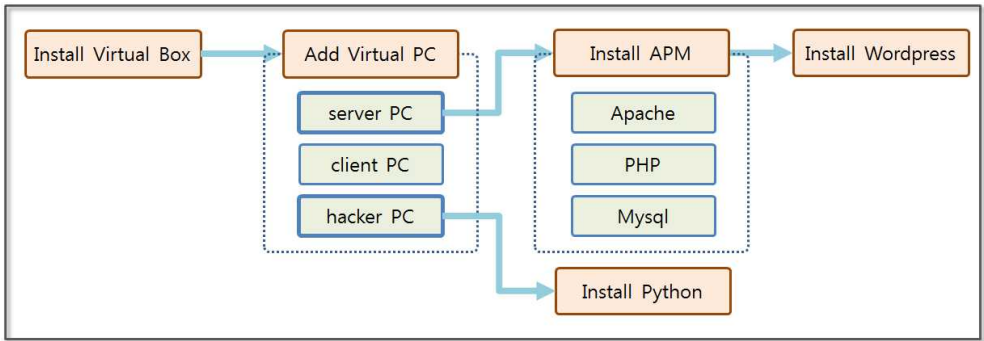 Install Virtual Box
Add Virtual PC
Install APM
Install Wordpress
server PC
Apache
client PC
PHP
hacker PC
Mysql
Install Python